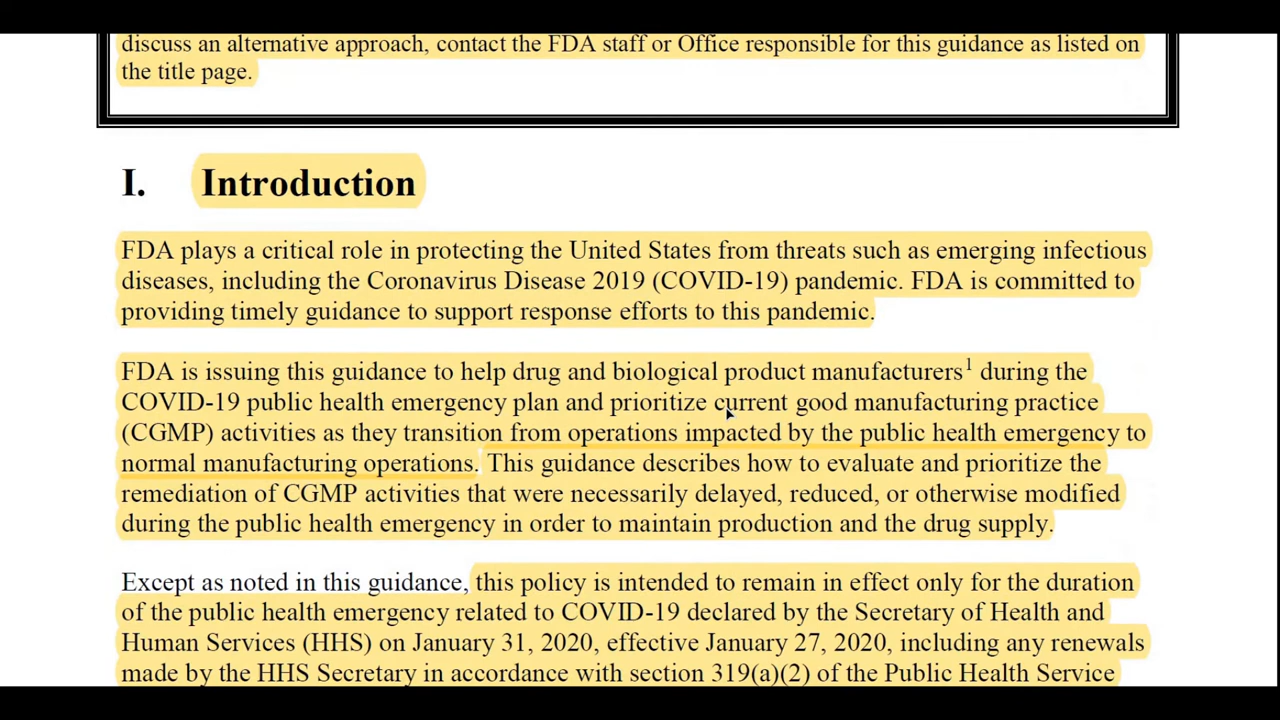 discuss an alternative approach, contact the FDA staff or Office responsible for this guidance as listed on
the title page.
I. Introduction
FDA plays a critical role in protecting the United States from threats such as emerging infectious
diseases, including the Coronavirus Disease 2019 (COVID-19) pandemic. FDA is committed to
providing timely guidance to support response efforts to this pandemic.
FDA is issuing this guidance to help drug and biological product manufacturers1 during the
COVID-19 public health emergency plan and prioritize current good manufacturing practice
(CGMP) activities as they transition from operations impacted by the public health emergency to
normal manufacturing operations. This guidance describes how to evaluate and prioritize the
remediation of CGMP activities that were necessarily delayed, reduced, or otherwise modified
during the public health emergency in order to maintain production and the drug supply.
Except as noted in this guidance, this policy is intended to remain in effect only for the duration
of the public health emergency related to COVID-19 declared by the Secretary of Health and
Human Services (HHS) on January 31, 2020, effective January 27, 2020, including any renewals
made by the HHS Secretary in accordance with section 319(a)(2) of the Public Health Service